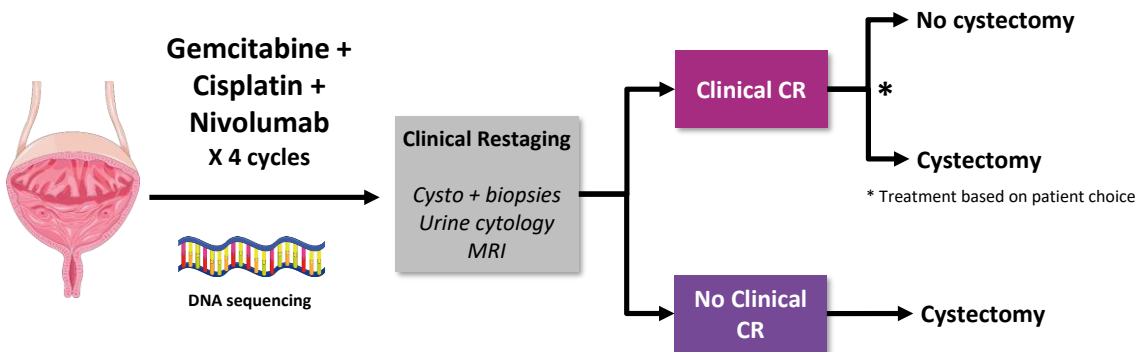 Gemcitabine +
Cisplatin +
Nivolumab
X 4 cycles
DNA sequencing
Clinical Restaging
Cysto + biopsies
Urine cytology
MRI
Clinical CR
No cystectomy
*
Cystectomy
* Treatment based on patient choice
No Clinical
CR
Cystectomy